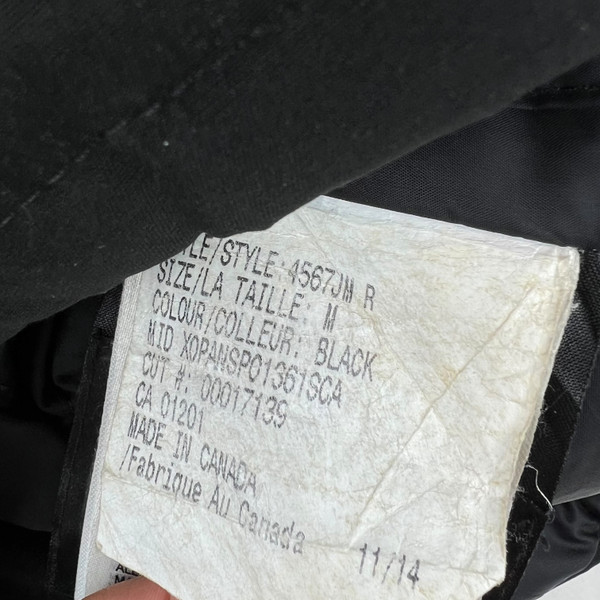 LE/STYLE: 4567JM R
SIZE/LA TAILLE: M
COLOUR/COLLEUR: BLACK
MID XOPANSPO1361SCA
CUT #: 00017139
CA 01201
MADE IN CANADA
/Fabrique Au Canada
11/14